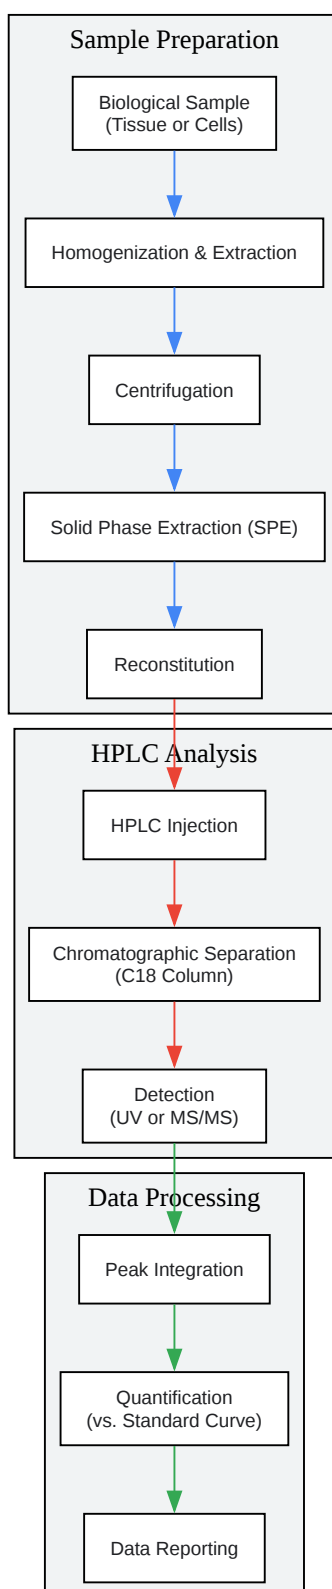 Sample Preparation
Biological Sample
(Tissue or Cells)
Homogenization & Extraction
Centrifugation
Solid Phase Extraction (SPE)
Reconstitution
HPLC Analysis
HPLC Injection
Chromatographic Separation
(C18 Column)
Detection
(UV or MS/MS)
Data Processing
Peak Integration
Quantification
(vs. Standard Curve)
Data Reporting